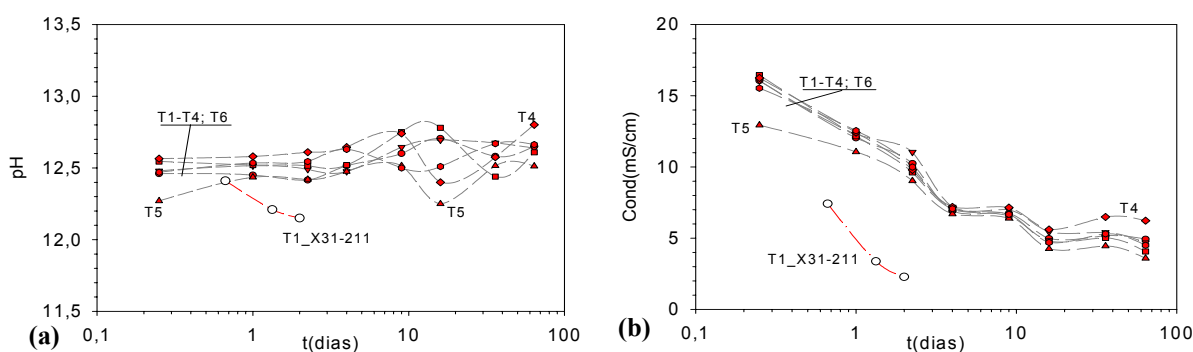 13,5
13,0
12,5
12,0
11,5
pH
T1-T4; T6
T4
T5
T5
T1_X31-211
0,1
1
10
100
t(dias)
(a)
20
15
10
5
0
Cond(mS/cm)
T1-T4; T6
T5
T4
T1_X31-211
0,1
1
10
100
t(dias)
(b)